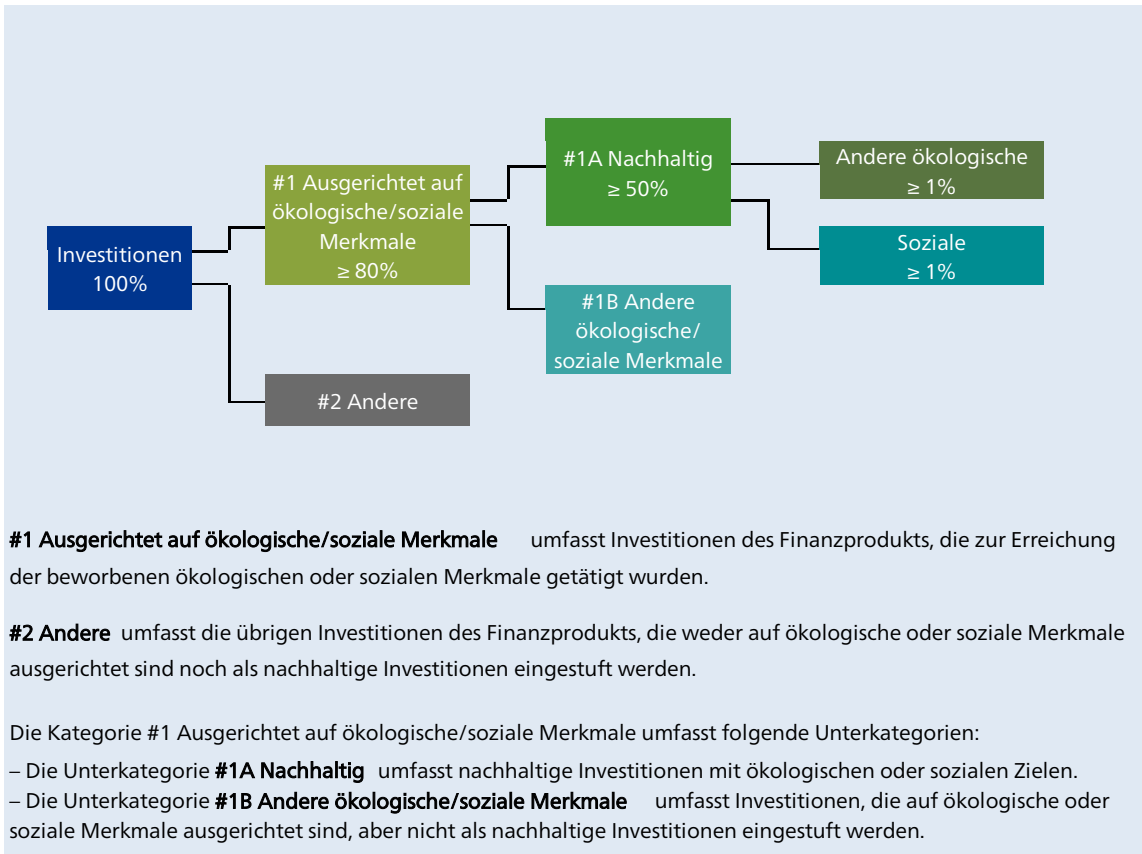 Investitionen
100%
#1 Ausgerichtet auf
ökologische/soziale
Merkmale
≥ 80%
#2 Andere
#1A Nachhaltig
≥ 50%
#1B Andere
ökologische/
soziale Merkmale
Andere ökologische
≥ 1%
Soziale
≥ 1%
#1 Ausgerichtet auf ökologische/soziale Merkmale umfasst Investitionen des Finanzprodukts, die zur Erreichung
der beworbenen ökologischen oder sozialen Merkmale getätigt wurden.
#2 Andere umfasst die übrigen Investitionen des Finanzprodukts, die weder auf ökologische oder soziale Merkmale
ausgerichtet sind noch als nachhaltige Investitionen eingestuft werden.
Die Kategorie #1 Ausgerichtet auf ökologische/soziale Merkmale umfasst folgende Unterkategorien:
– Die Unterkategorie #1A Nachhaltig umfasst nachhaltige Investitionen mit ökologischen oder sozialen Zielen.
– Die Unterkategorie #1B Andere ökologische/soziale Merkmale umfasst Investitionen, die auf ökologische oder
soziale Merkmale ausgerichtet sind, aber nicht als nachhaltige Investitionen eingestuft werden.